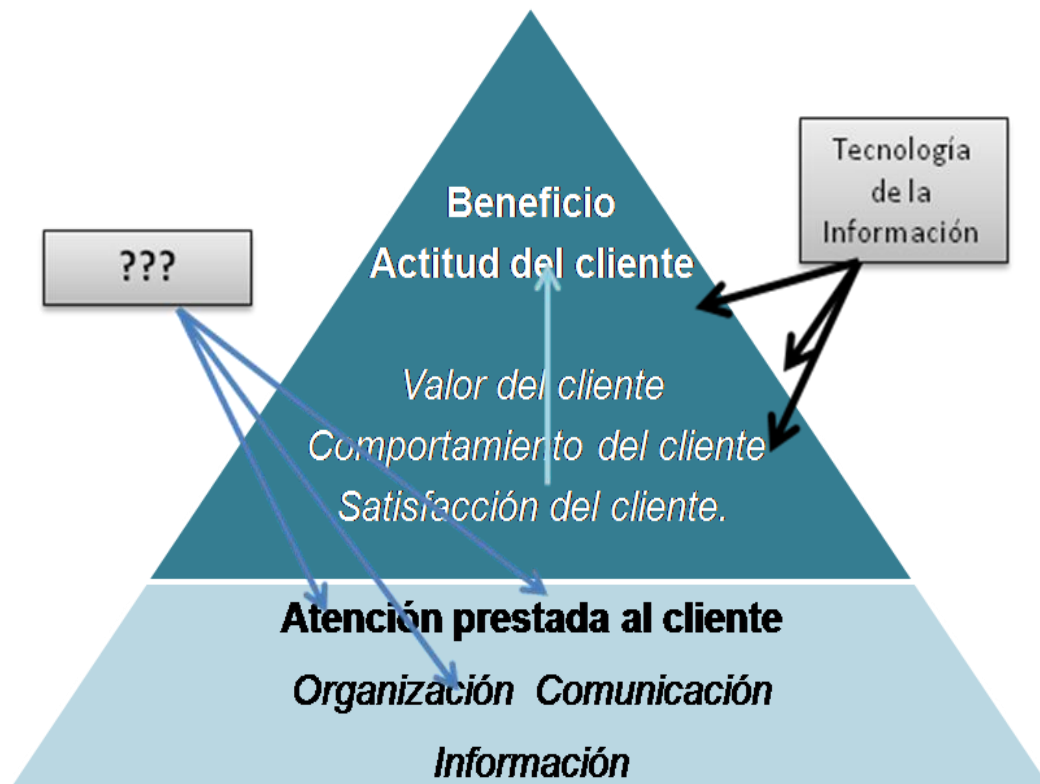 Beneficio
Actitud del cliente
Tecnología
de la
Información
???
Valor del cliente
Comportamiento del cliente
Satisfacción del cliente.
Atención prestada al cliente
Organización Comunicación
Información